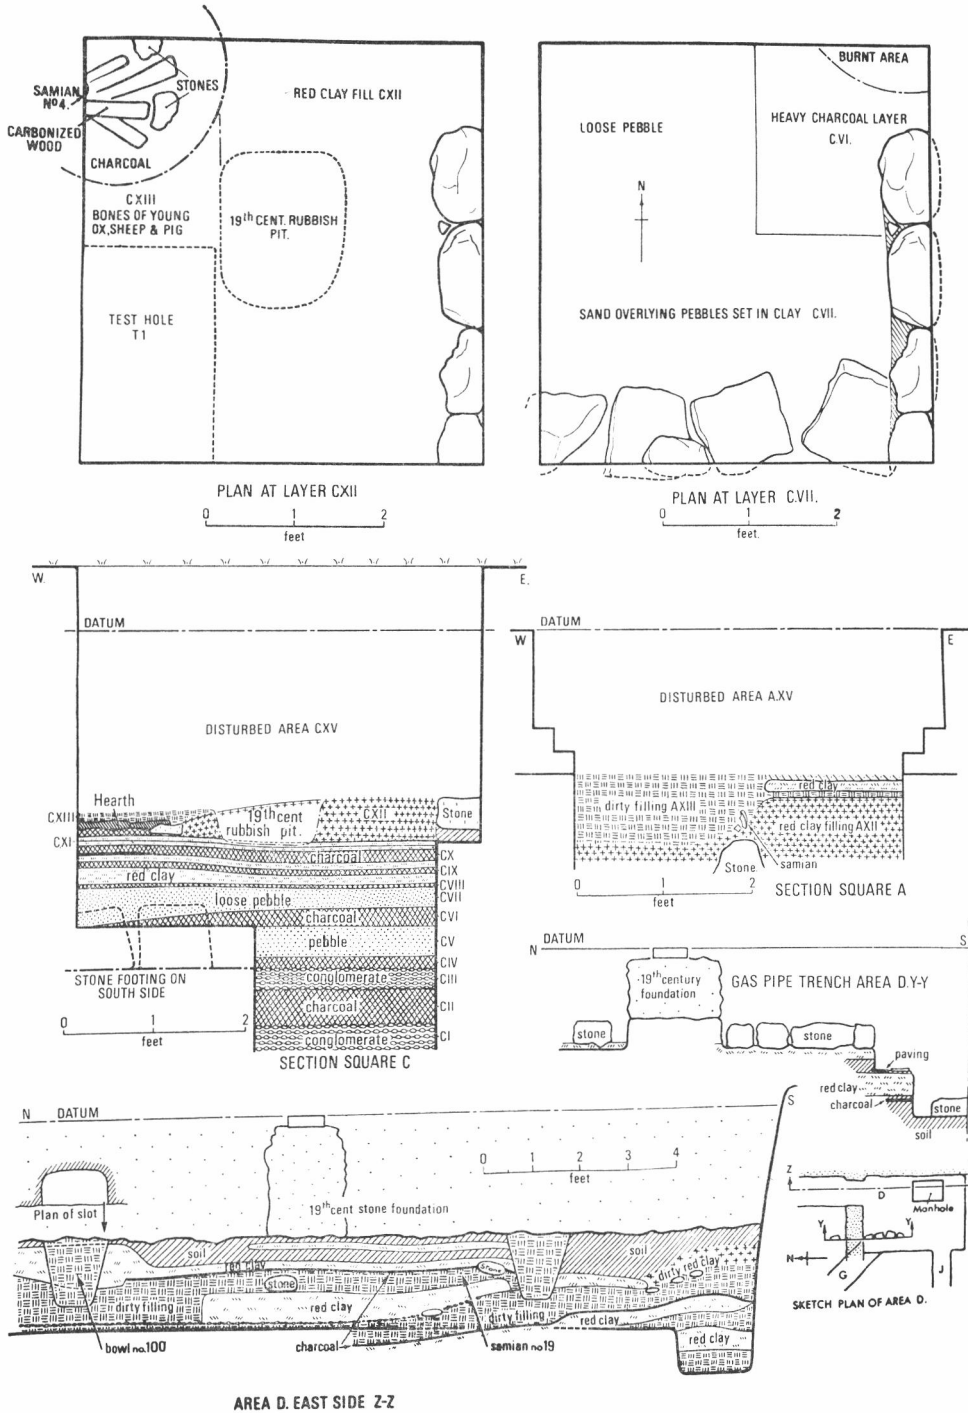 SAMIAN
Nº4.
CARBONIZED
WOOD
STONES
CHARCOAL
RED CLAY FILL CXII
CXIII
BONES OF YOUNG
OX,SHEEP & PIG
19th CENT. RUBBISH
PIT.
TEST HOLE
T1
PLAN AT LAYER CXII
0 1 2
feet
BURNT AREA
HEAVY CHARCOAL LAYER
C.VI.
LOOSE PEBBLE
N
SAND OVERLYING PEBBLES SET IN CLAY CVII.
PLAN AT LAYER C.VII.
0 1 2
feet.
W. E.
DATUM
DISTURBED AREA CXV
Hearth
CXIII
CXI
19th cent
rubbish pit.
CXII
Stone
charcoal
CX
CIX
red clay
CVIII
CVII
loose pebble
charcoal
CVI
pebble
CV
CIV
conglomerate
CIII
charcoal
CII
conglomerate
CI
STONE FOOTING ON
SOUTH SIDE
0 1 2
feet
SECTION SQUARE C
DATUM
W E
DISTURBED AREA A.XV
red clay
dirty filling AXIII
red clay filling AXII
samian
Stone
0 1 2
feet
SECTION SQUARE A
DATUM
N S
19th century
foundation
GAS PIPE TRENCH AREA D.Y-Y
stone
stone
paving
red clay
charcoal
stone
soil
N DATUM S
0 1 2 3 4
feet
Plan of slot
19th cent stone foundation
soil
soil
red clay
stone
stone
dirty red clay
dirty filling
red clay
dirty filling
red clay
red clay
bowl no.100
charcoal
samian no 19
AREA D. EAST SIDE Z-Z
Z
D
Manhole
Y Y
N
G
J
SKETCH PLAN OF AREA D.